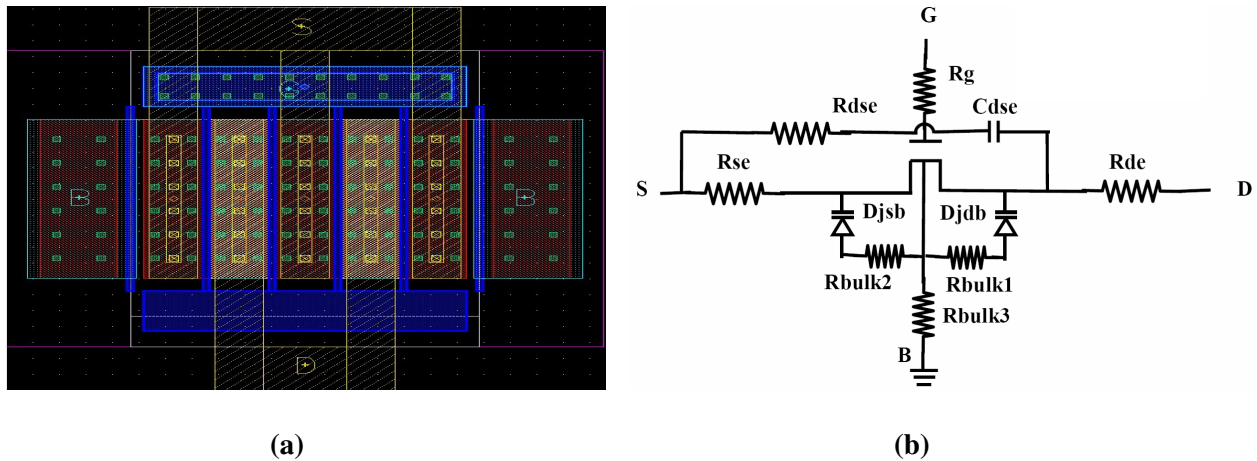 S
G
B
B
D
(a)
G
Rg
Rdse
Cdse
Rse
Rde
S
D
Djsb
Djdb
Rbulk2
Rbulk1
Rbulk3
B
(b)